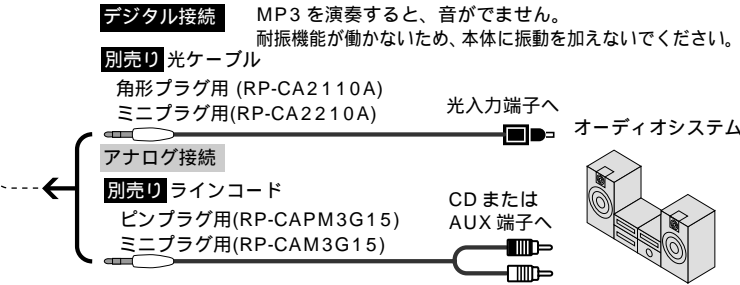 デジタル接続
MP3を演奏すると、音がでません。
耐振機能が働かないため、本体に振動を加えないでください。
別売り 光ケーブル
角形プラグ用 (RP-CA2110A)
ミニプラグ用(RP-CA2210A)
光入力端子へ
オーディオシステム
アナログ接続
別売り ラインコード
ピンプラグ用(RP-CAPM3G15)
ミニプラグ用(RP-CAM3G15)
CDまたは
AUX端子へ